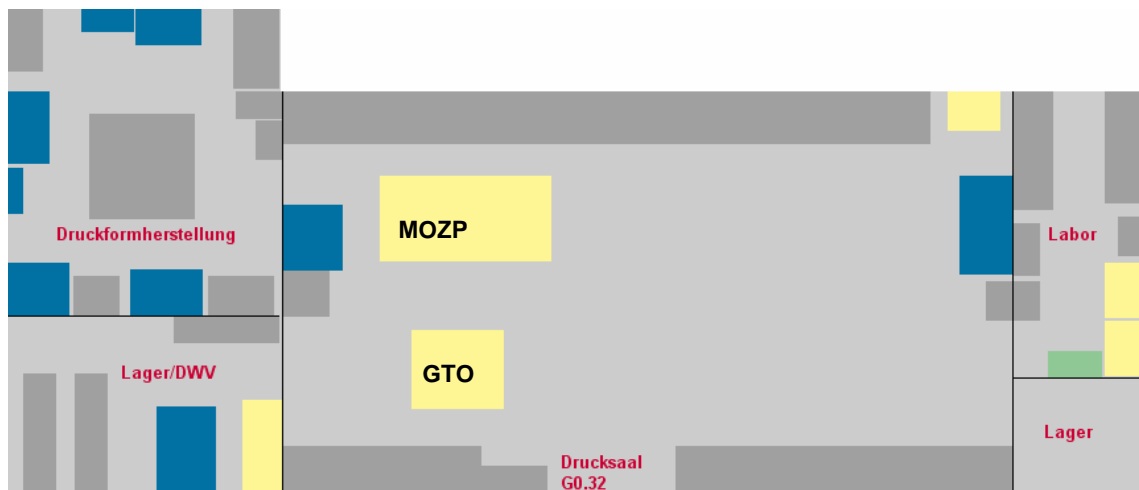 MOZP
Druckformherstellung
Labor
Lager/DWV
GTO
Lager
Drucksaal
G0.32